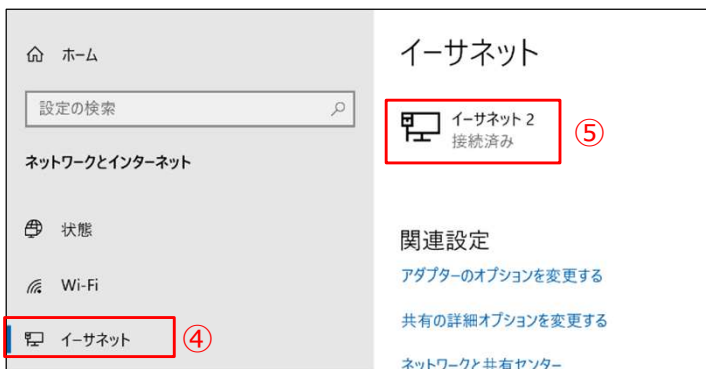 ホーム
設定の検索
ネットワークとインターネット
状態
Wi-Fi
イーサネット
④
イーサネット
イーサネット 2
接続済み
⑤
関連設定
アダプターのオプションを変更する
共有の詳細オプションを変更する
ネットワークと共有センター